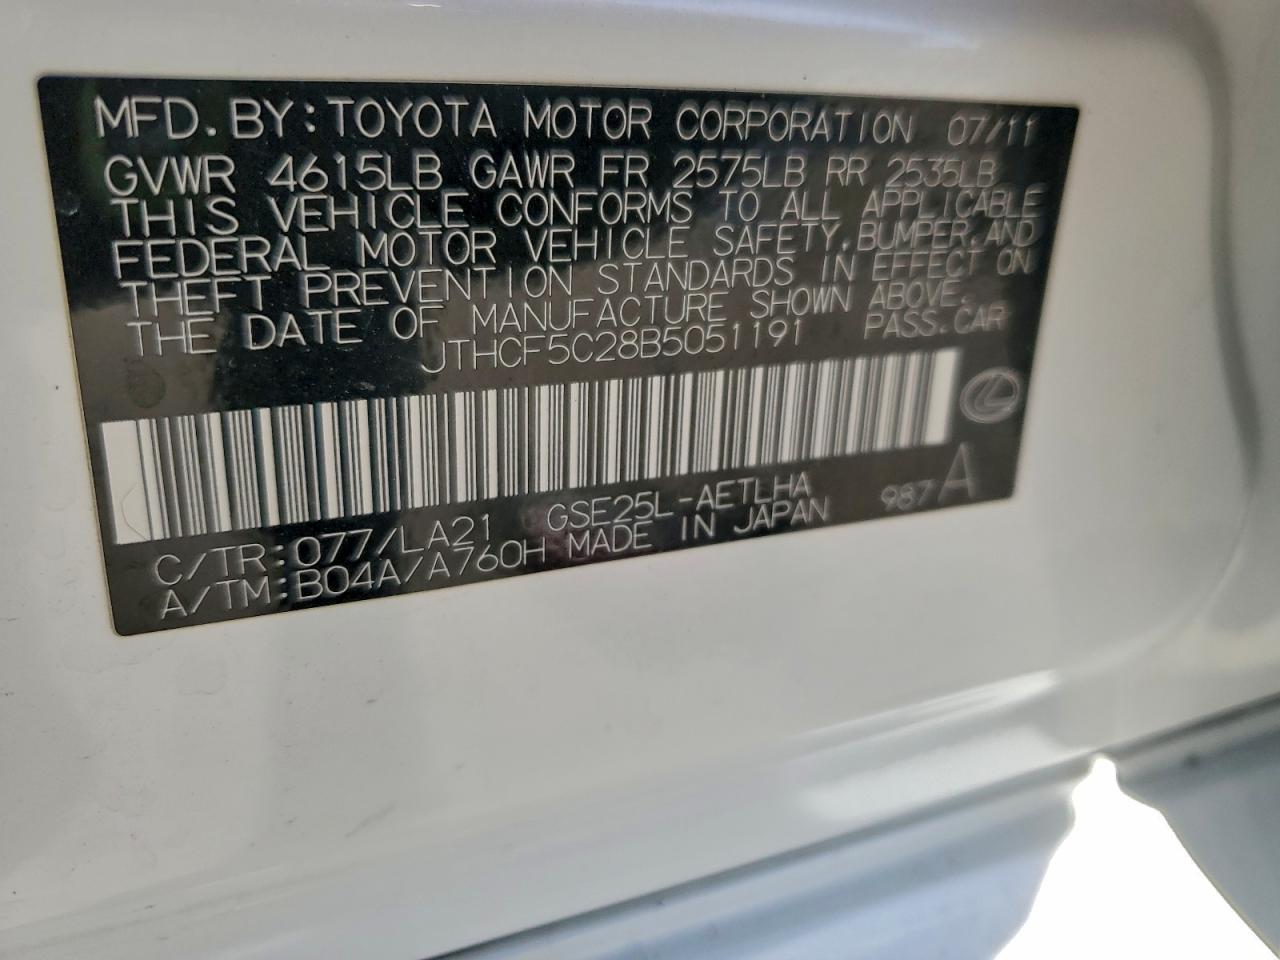 MFD. BY: TOYOTA MOTOR CORPORATION 07/11
GVWR 4615LB GAWR FR 2575LB RR 2535LB
THIS VEHICLE CONFORMS TO ALL APPLICABLE
FEDERAL MOTOR VEHICLE SAFETY, BUMPER, AND
THEFT PREVENTION STANDARDS IN EFFECT ON
THE DATE OF MANUFACTURE SHOWN ABOVE.
JTHCF5C28B5051191 PASS. CAR
C/TR: 077/LA21 GSE25L-AETLHA 987 A
A/TM: B04A/A760H MADE IN JAPAN